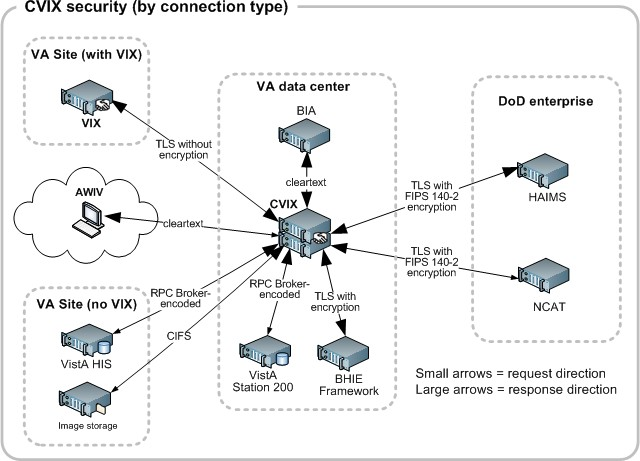 CVIX security (by connection type)
VA Site (with VIX)
VIX
TLS without
encryption
AWIV
cleartext
VA Site (no VIX)
RPC Broker-
encoded
VistA HIS
CIFS
Image storage
VA data center
BIA
cleartext
CVIX
RPC Broker-
encoded
TLS with
encryption
VistA
Station 200
BHIE
Framework
DoD enterprise
TLS with
FIPS 140-2
encryption
HAIMS
TLS with
FIPS 140-2
encryption
NCAT
Small arrows = request direction
Large arrows = response direction